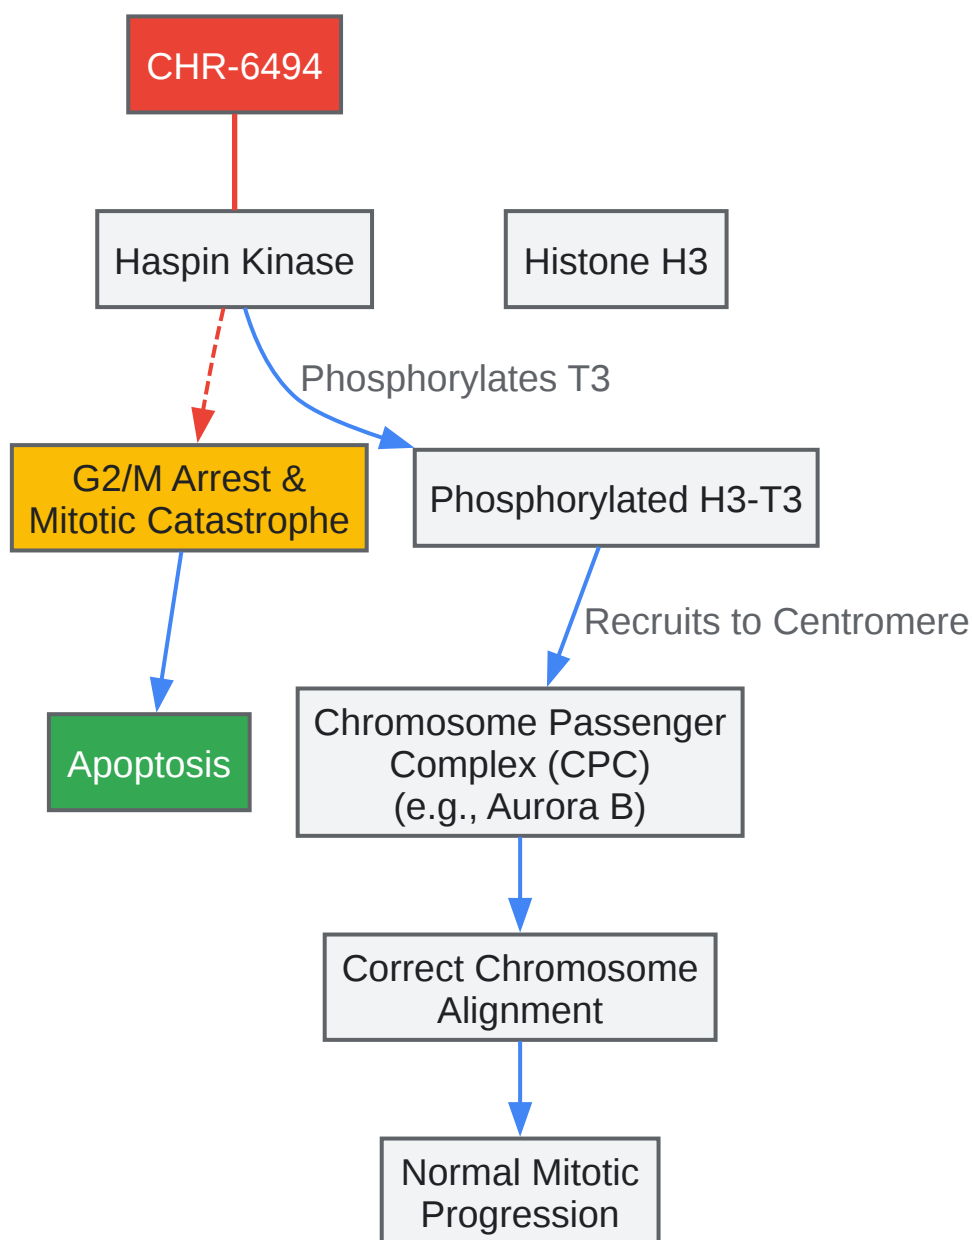 CHR-6494
Haspin Kinase
Histone H3
Phosphorylates T3
G2/M Arrest &
Mitotic Catastrophe
Phosphorylated H3-T3
Recruits to Centromere
Apoptosis
Chromosome Passenger
Complex (CPC)
(e.g., Aurora B)
Correct Chromosome
Alignment
Normal Mitotic
Progression